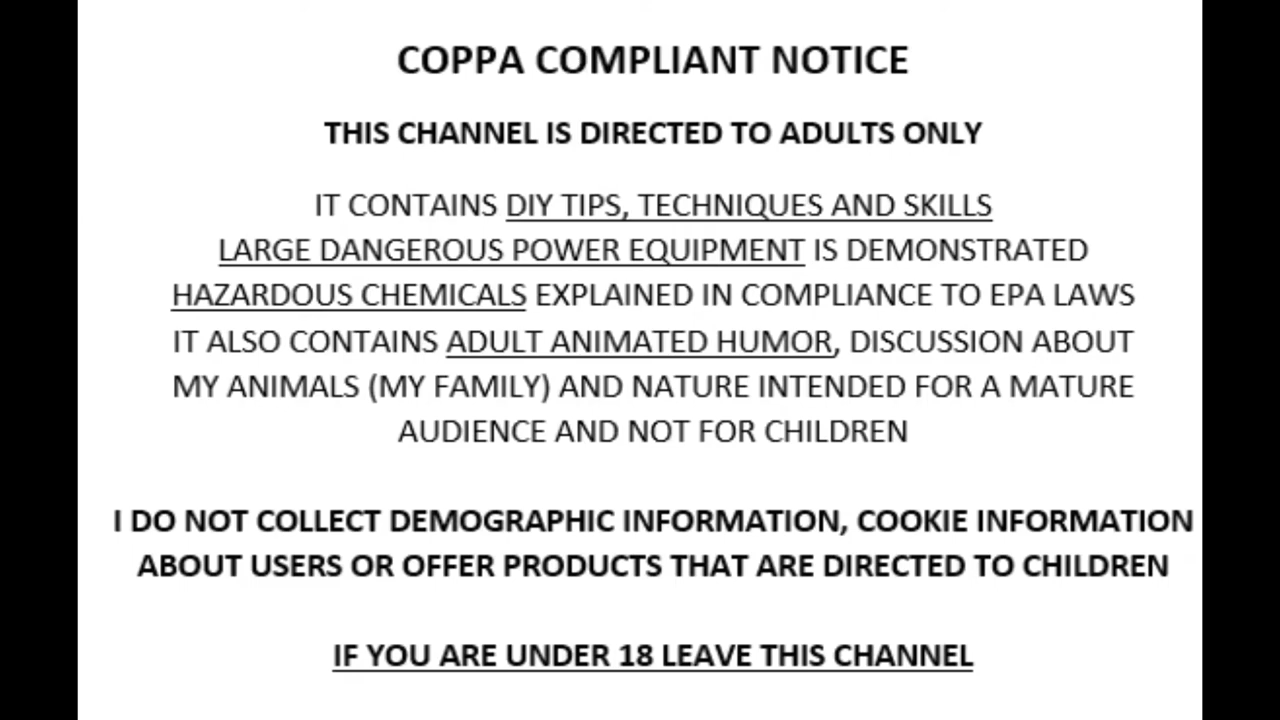 COPPA COMPLIANT NOTICE
THIS CHANNEL IS DIRECTED TO ADULTS ONLY
IT CONTAINS DIY TIPS, TECHNIQUES AND SKILLS
LARGE DANGEROUS POWER EQUIPMENT IS DEMONSTRATED
HAZARDOUS CHEMICALS EXPLAINED IN COMPLIANCE TO EPA LAWS
IT ALSO CONTAINS ADULT ANIMATED HUMOR, DISCUSSION ABOUT
MY ANIMALS (MY FAMILY) AND NATURE INTENDED FOR A MATURE
AUDIENCE AND NOT FOR CHILDREN
I DO NOT COLLECT DEMOGRAPHIC INFORMATION, COOKIE INFORMATION
ABOUT USERS OR OFFER PRODUCTS THAT ARE DIRECTED TO CHILDREN
IF YOU ARE UNDER 18 LEAVE THIS CHANNEL